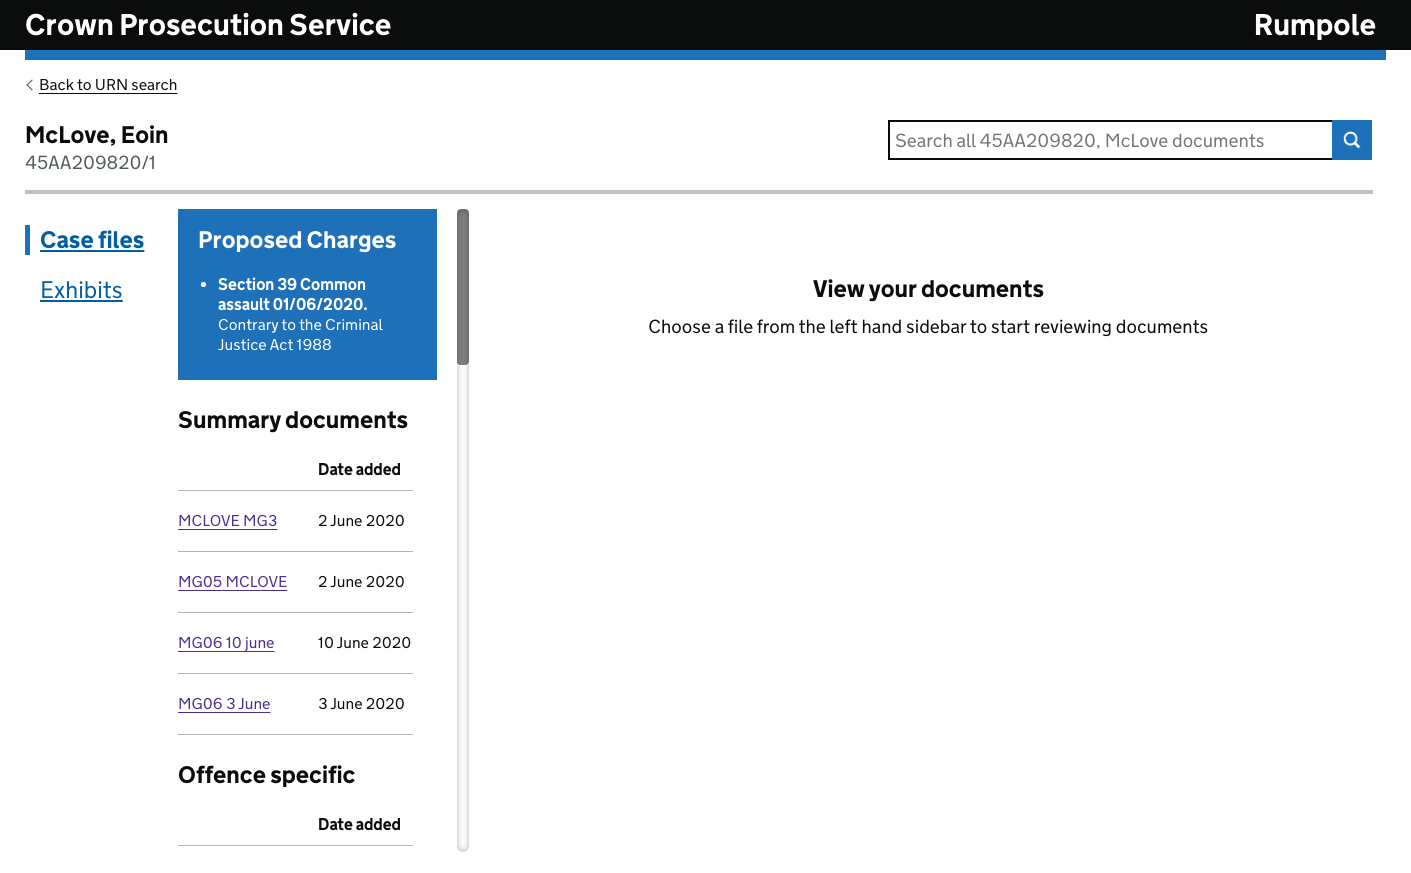 Crown Prosecution Service
Rumpole
Back to URN search
McLove, Eoin
45AA209820/1
Search all 45AA209820, McLove documents
Case files
Exhibits
Proposed Charges
• Section 39 Common
assault 01/06/2020.
Contrary to the Criminal
Justice Act 1988
Summary documents
Date added
MCLOVE MG3 2 June 2020
MG05 MCLOVE 2 June 2020
MG06 10 june 10 June 2020
MG06 3 June 3 June 2020
Offence specific
Date added
View your documents
Choose a file from the left hand sidebar to start reviewing documents